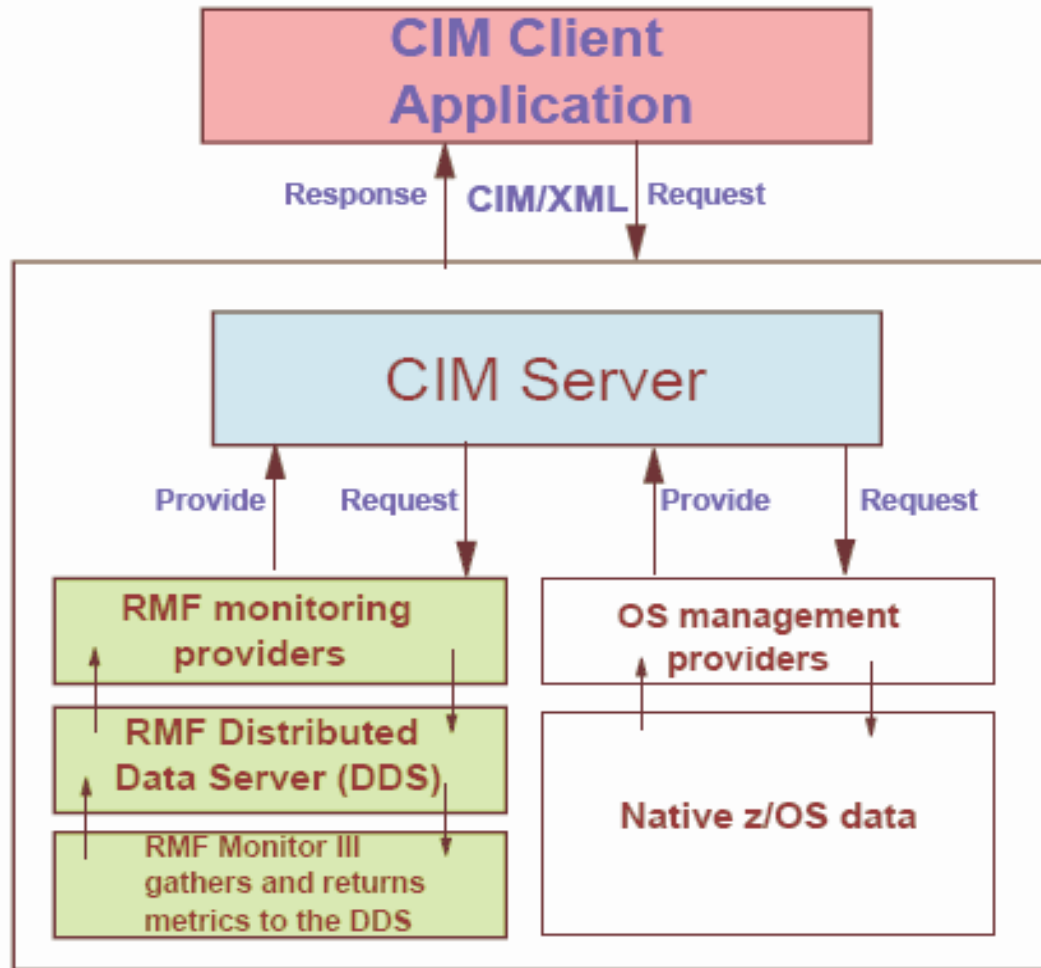 CIM Client
Application
Response
CIM/XML
Request
CIM Server
Provide
Request
Provide
Request
RMF monitoring
providers
OS management
providers
RMF Distributed
Data Server (DDS)
Native z/OS data
RMF Monitor III
gathers and returns
metrics to the DDS